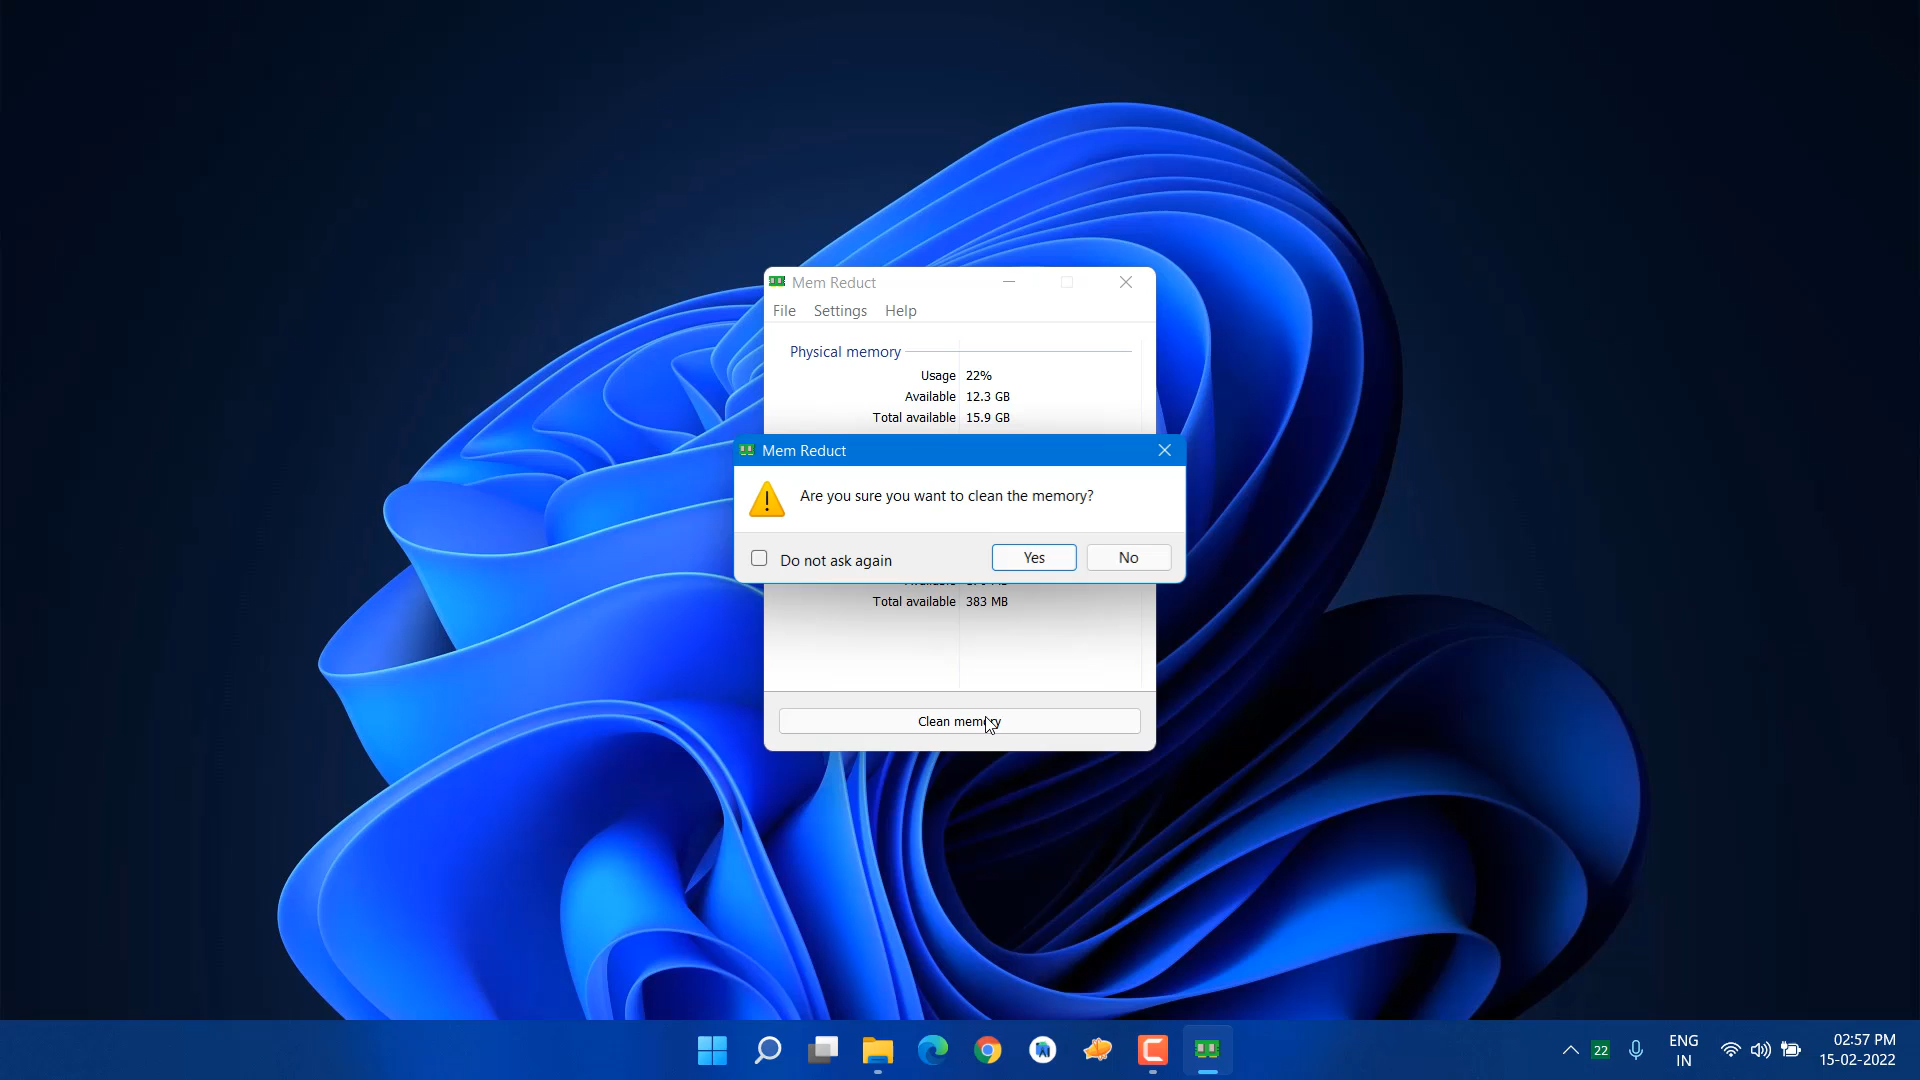 Mem Reduct
File Settings Help
Physical memory
Usage 22%
Available 12.3 GB
Total available 15.9 GB
Mem Reduct
Are you sure you want to clean the memory?
Do not ask again Yes No
Total available 383 MB
Clean memory
22 ENG IN 02:57 PM
15-02-2022